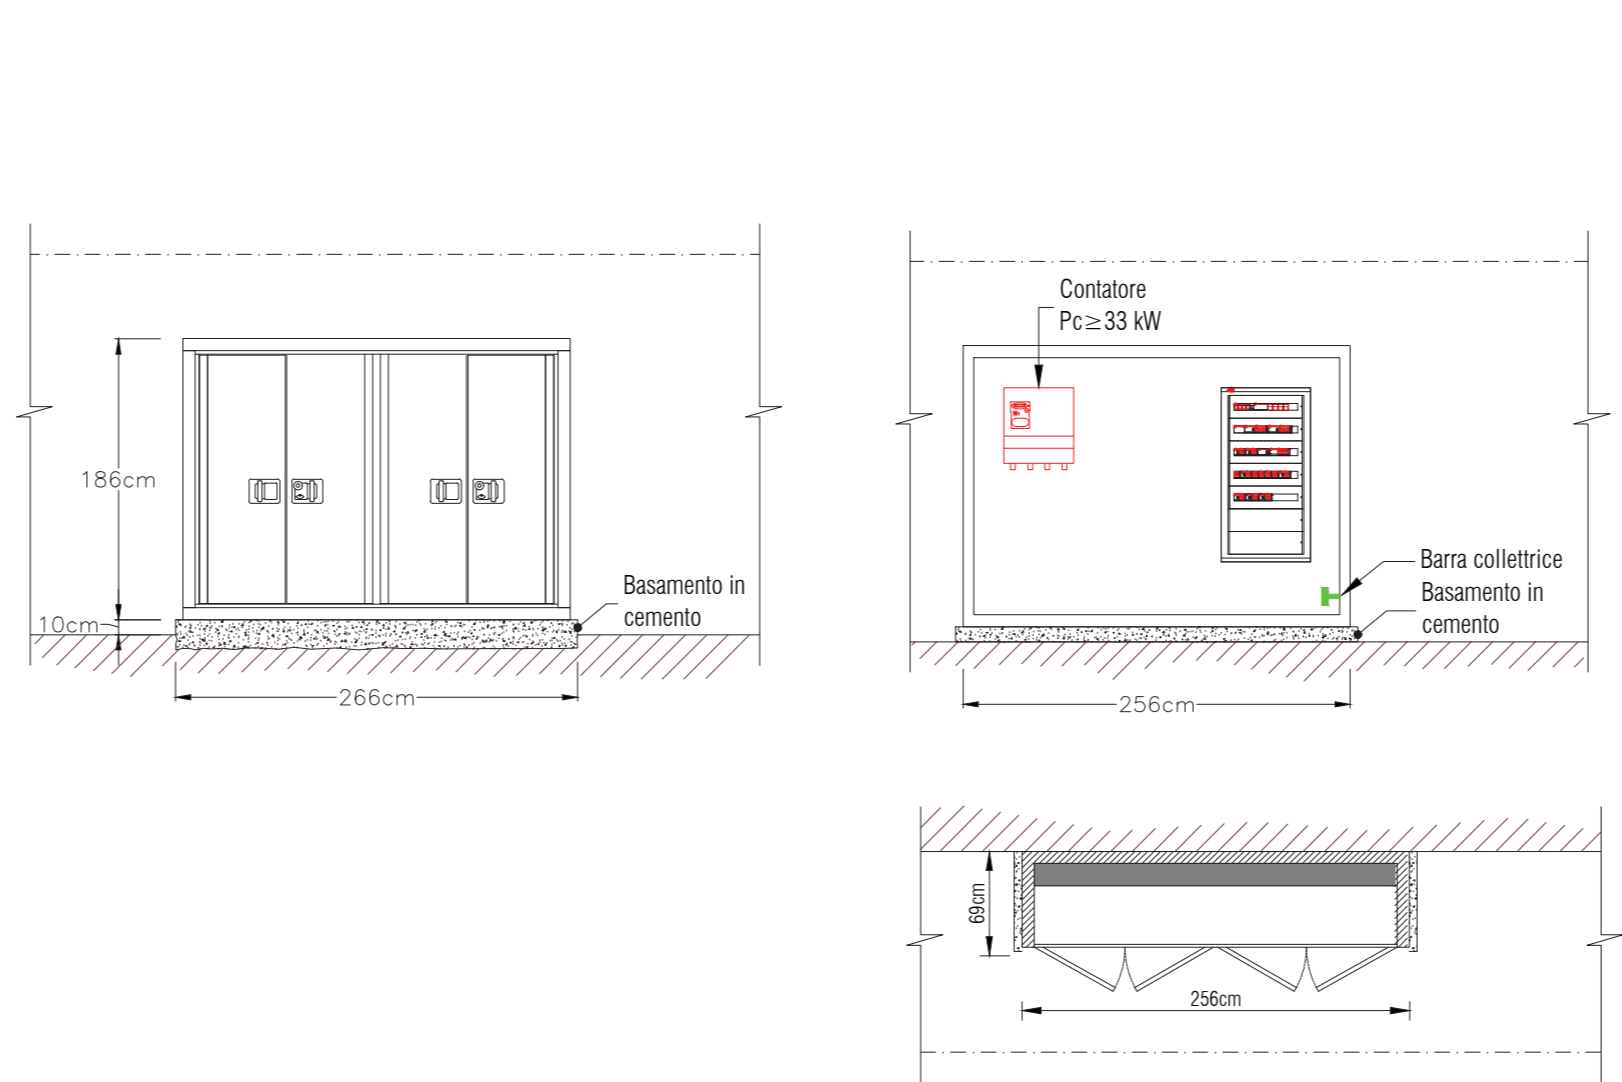 186cm
10cm
Basamento in
cemento
266cm
Contatore
Pc≥33 kW
Barra collettrice
Basamento in
cemento
256cm
69cm
256cm